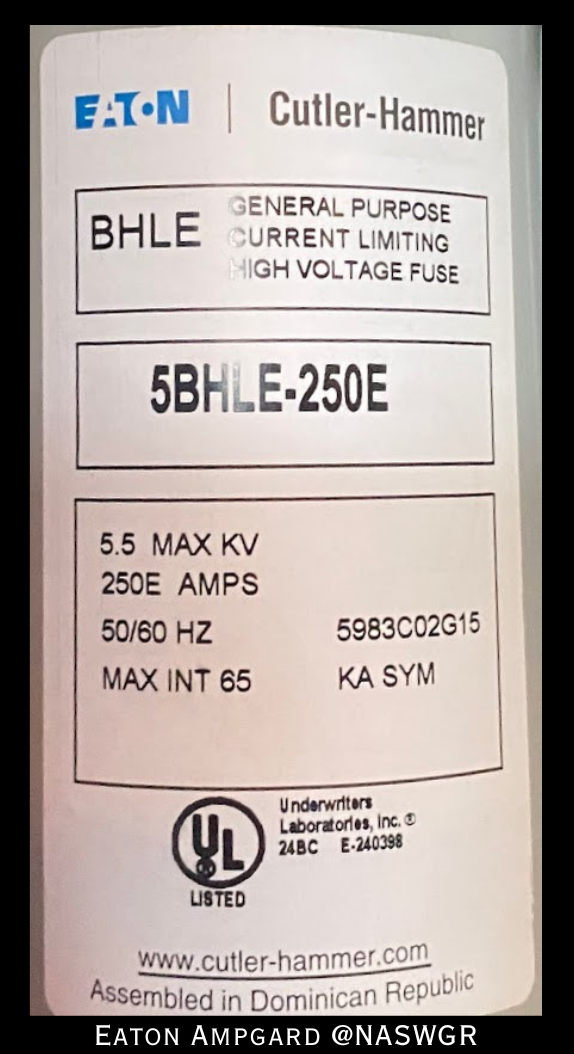 EATON | Cutler-Hammer
BHLE
GENERAL PURPOSE
CURRENT LIMITING
HIGH VOLTAGE FUSE
5BHLE-250E
5.5 MAX KV
250E AMPS
50/60 HZ 5983C02G15
MAX INT 65 KA SYM
UL
LISTED
Underwriters
Laboratories, Inc.®
24BC E-240398
www.cutler-hammer.com
Assembled in Dominican Republic
EATON AMPGARD @NASWGR